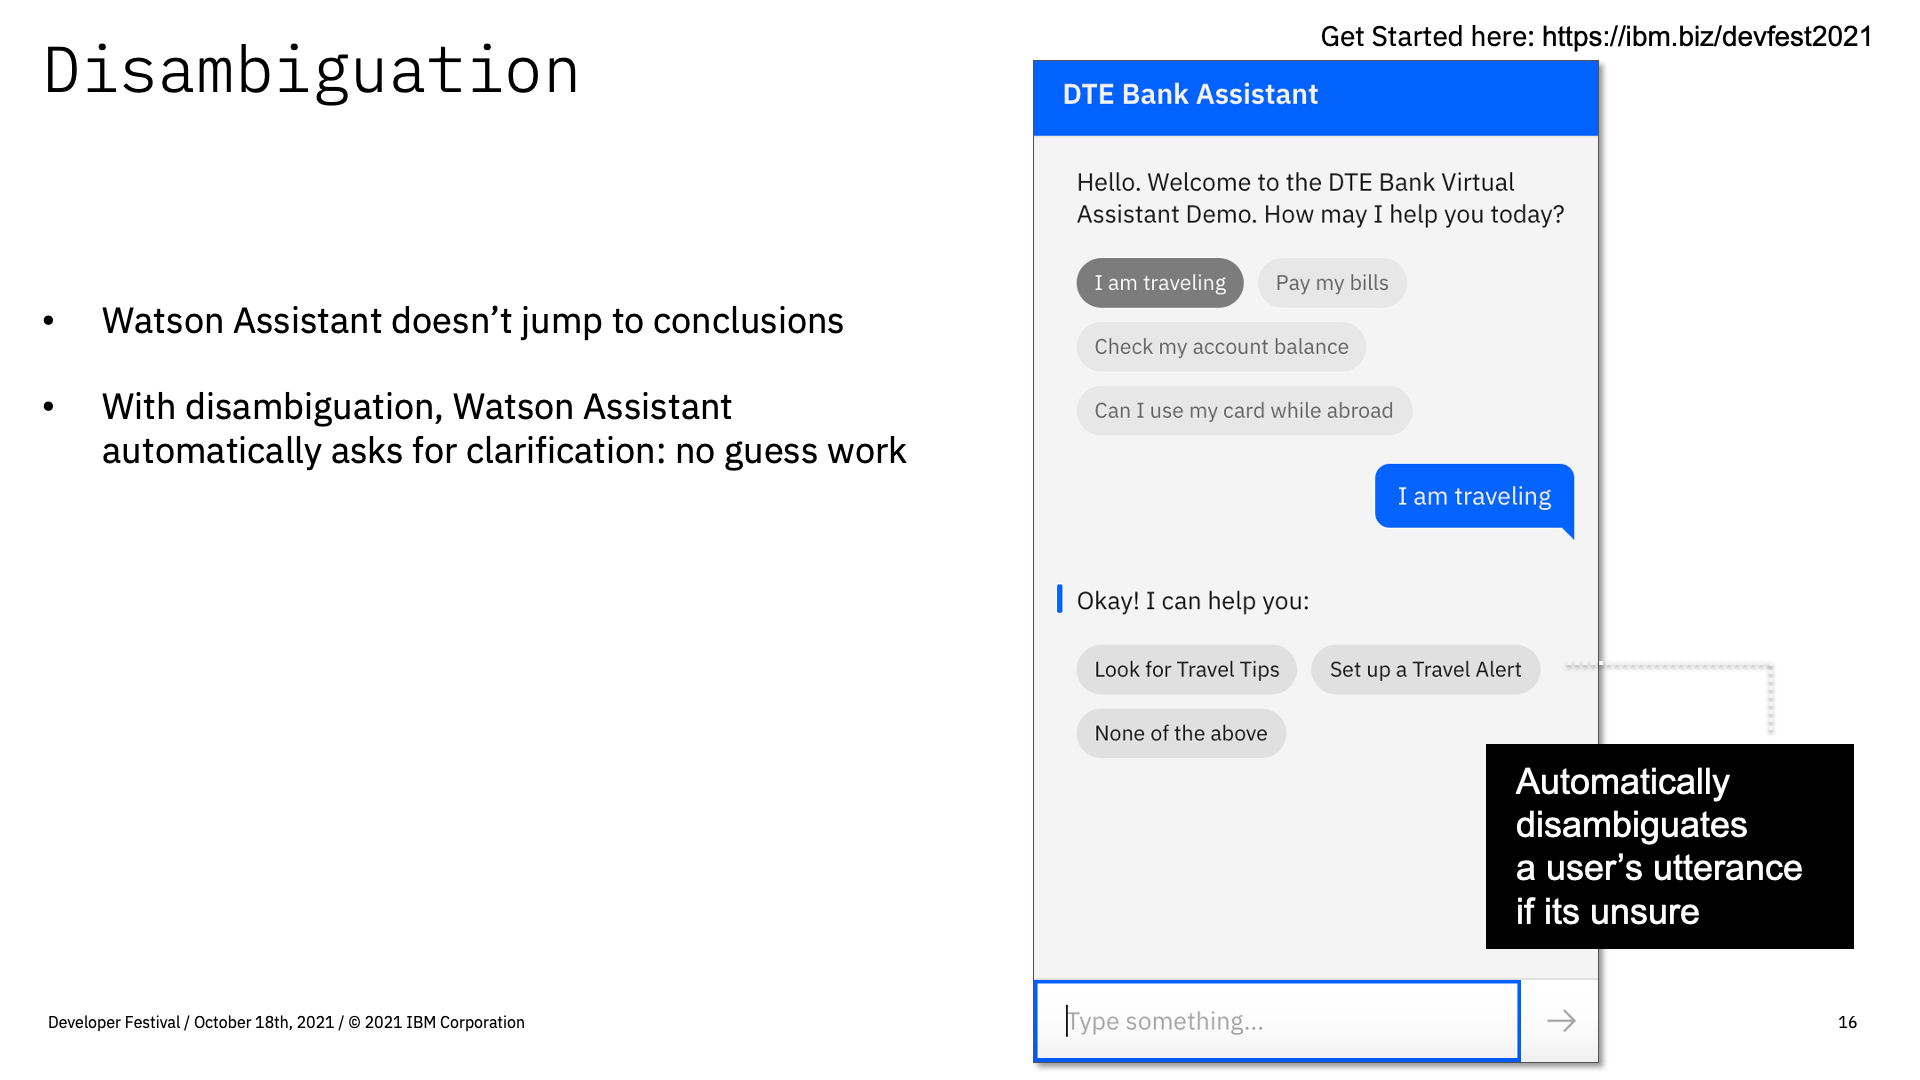 Get Started here: https://ibm.biz/devfest2021
Disambiguation
• Watson Assistant doesn’t jump to conclusions
• With disambiguation, Watson Assistant
automatically asks for clarification: no guess work
DTE Bank Assistant
Hello. Welcome to the DTE Bank Virtual
Assistant Demo. How may I help you today?
I am traveling
Pay my bills
Check my account balance
Can I use my card while abroad
I am traveling
Okay! I can help you:
Look for Travel Tips
Set up a Travel Alert
None of the above
Automatically
disambiguates
a user’s utterance
if its unsure
Type something...
Developer Festival / October 18th, 2021 / © 2021 IBM Corporation
16